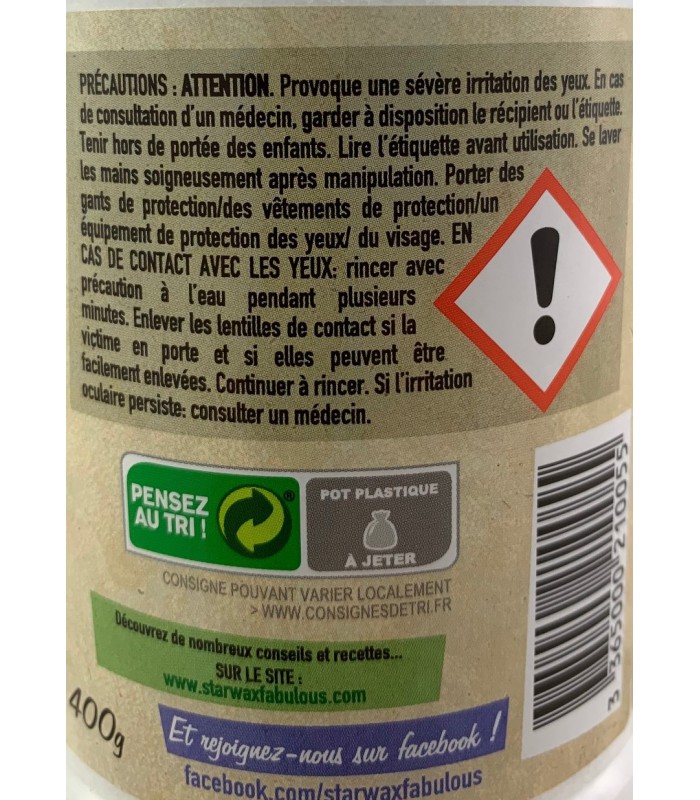 PRÉCAUTIONS : ATTENTION. Provoque une sévère irritation des yeux. En cas
de consultation d'un médecin, garder à disposition le récipient ou l'étiquette.
Tenir hors de portée des enfants. Lire l'étiquette avant utilisation. Se laver
les mains soigneusement après manipulation. Porter des
gants de protection/des vêtements de protection/un
équipement de protection des yeux/ du visage. EN
CAS DE CONTACT AVEC LES YEUX: rincer avec
précaution à l'eau pendant plusieurs
minutes. Enlever les lentilles de contact si la
victime en porte et si elles peuvent être
facilement enlevées. Continuer à rincer. Si l'irritation
oculaire persiste: consulter un médecin.
PENSEZ
AU TRI !
®
POT PLASTIQUE
À JETER
CONSIGNE POUVANT VARIER LOCALEMENT
> WWW.CONSIGNESDETRI.FR
Découvrez de nombreux conseils et recettes...
SUR LE SITE :
www.starwaxfabulous.com
400g
Et rejoignez-nous sur facebook !
facebook.com/starwaxfabulous
3 365000 210055